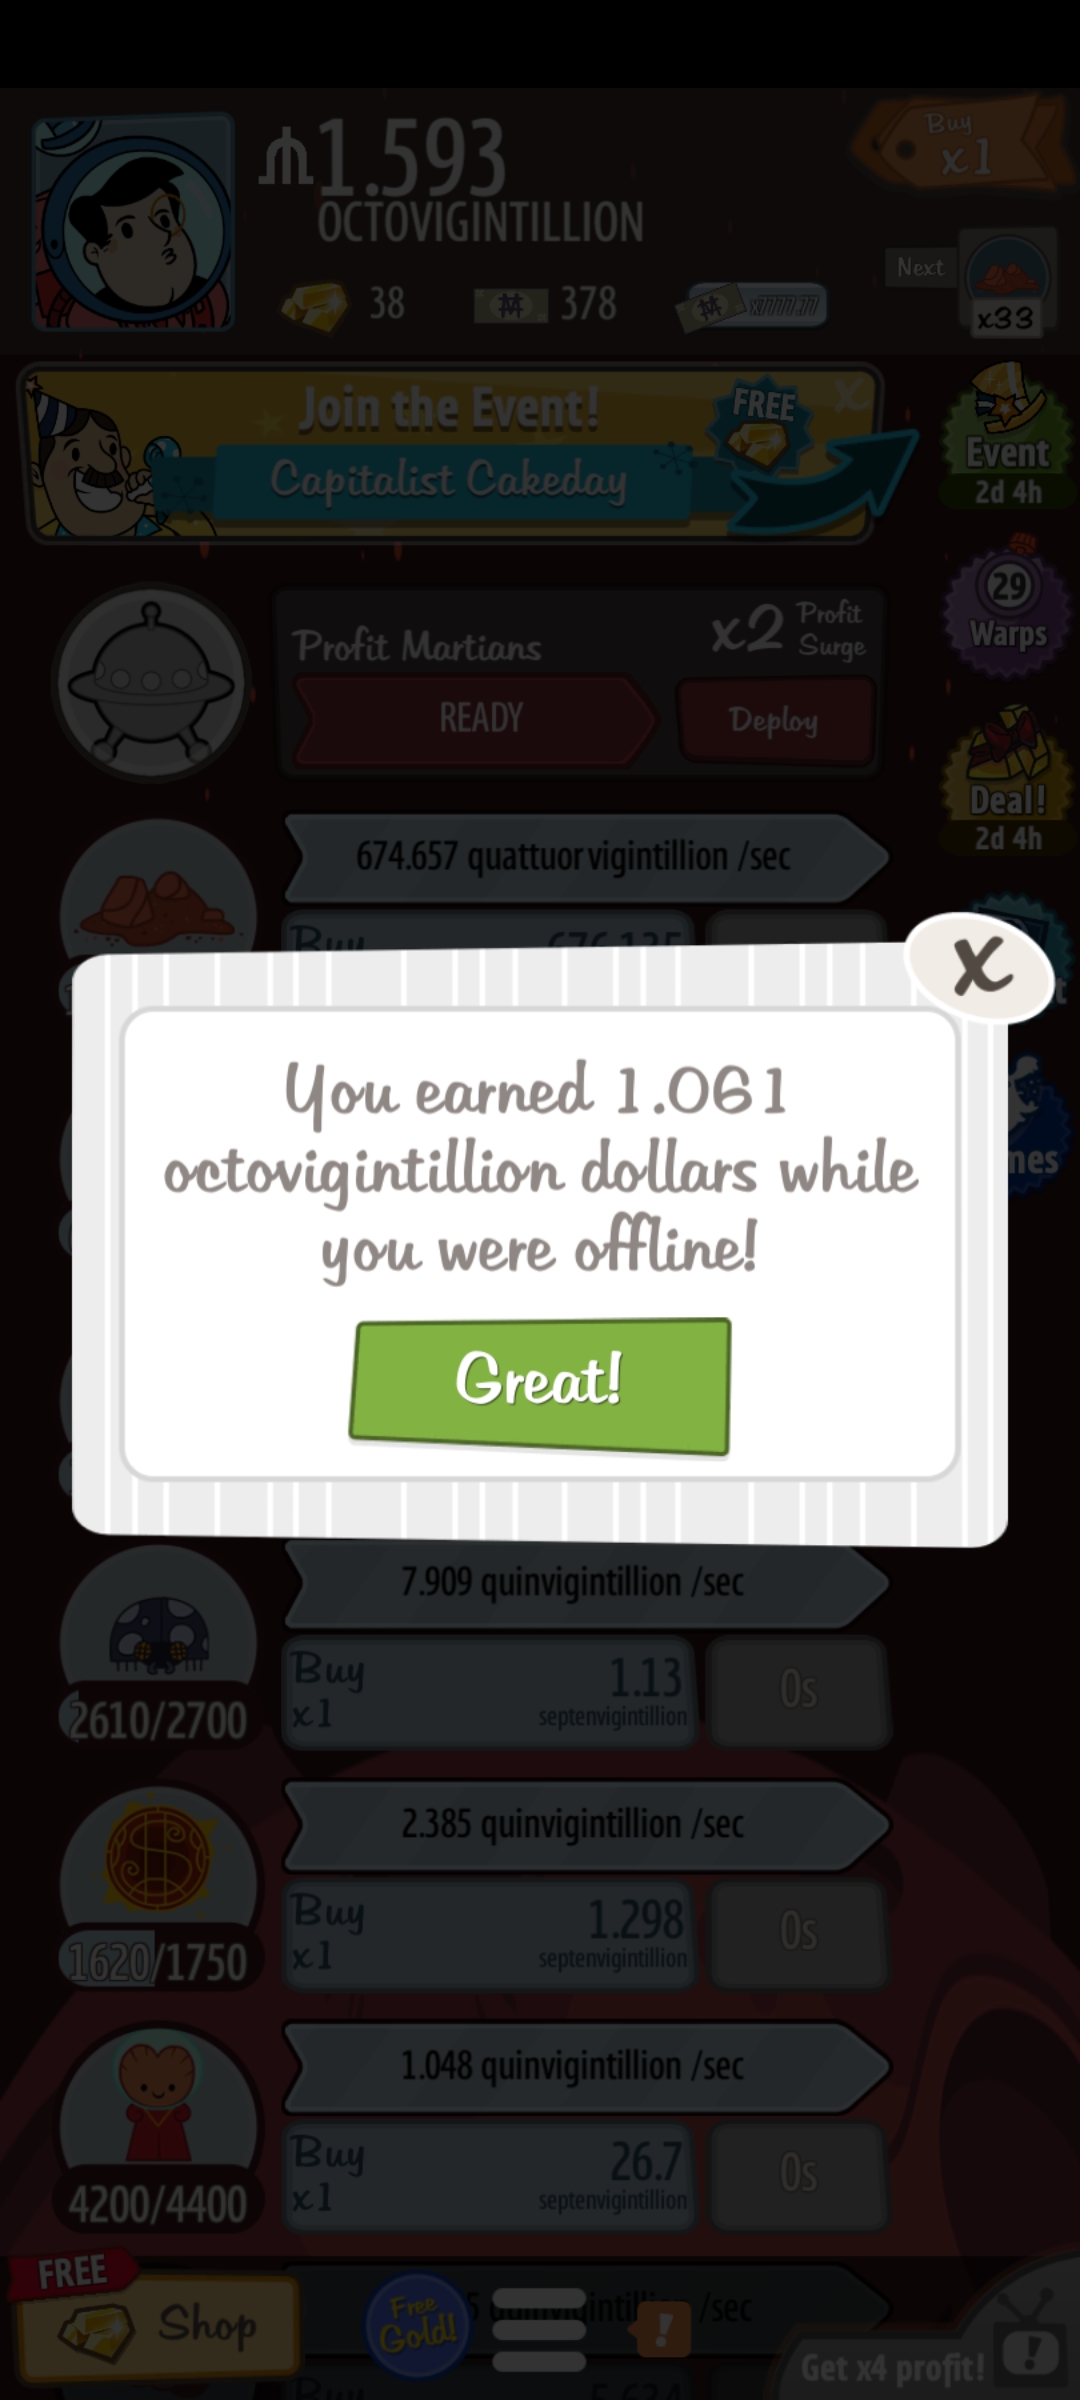 1.593
OCTOVIGINTILLION
Buy
x1
38
378
x7777.77
Next
x33
Join the Event!
FREE
Capitalist Cakeday
Event
2d 4h
29
Warps
Profit Martians
x2 Profit
Surge
READY
Deploy
Deal!
2d 4h
674.657 quattuorvigintillion /sec
Buy
You earned 1.061
octovigintillion dollars while
you were offline!
Great!
X
7.909 quinvigintillion /sec
Buy
x1
1.13
septenvigintillion
0s
2610/2700
2.385 quinvigintillion /sec
Buy
x1
1.298
septenvigintillion
0s
1620/1750
1.048 quinvigintillion /sec
Buy
x1
26.7
septenvigintillion
0s
4200/4400
FREE
Shop
Free
Gold!
/sec
!
Buy
Get x4 profit!
!